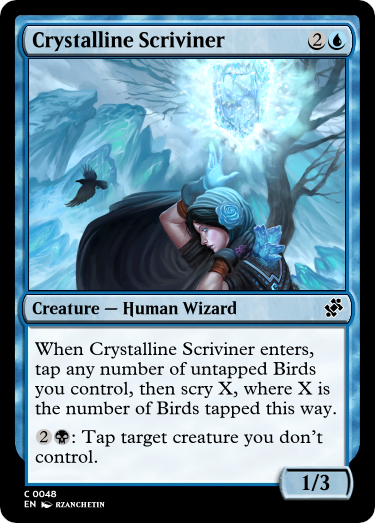 Crystalline Scriviner 2
Creature — Human Wizard
When Crystalline Scriviner enters,
tap any number of untapped Birds
you control, then scry X, where X is
the number of Birds tapped this way.
2 : Tap target creature you don't
control.
1/3
C 0048
EN RZANCHETIN